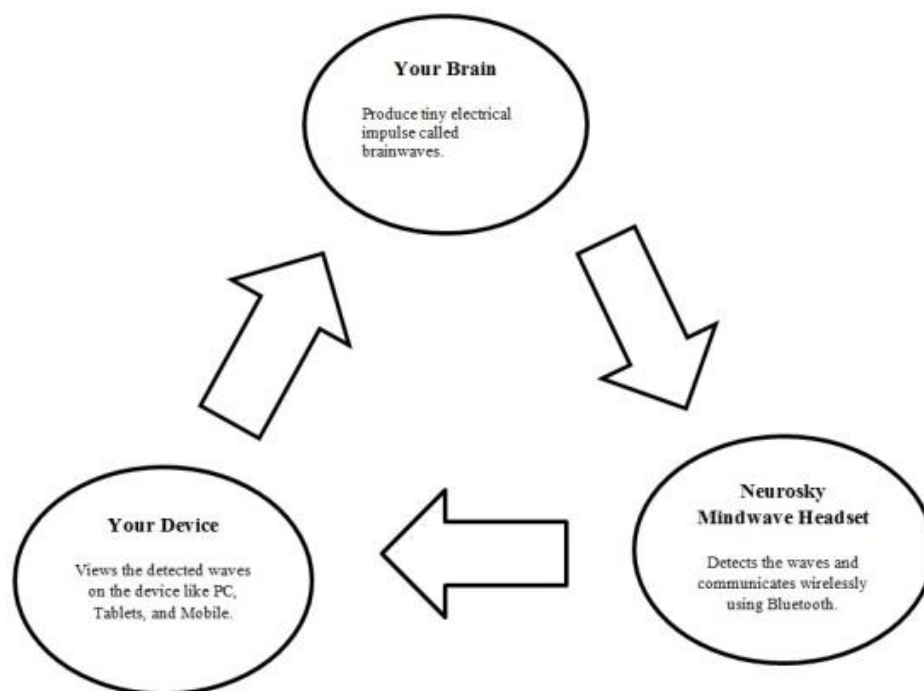 Your Brain
Produce tiny electrical
impulse called
brainwaves.
Neurosky
Mindwave Headset
Detects the waves and
communicates wirelessly
using Bluetooth.
Your Device
Views the detected waves
on the device like PC,
Tablets, and Mobile.